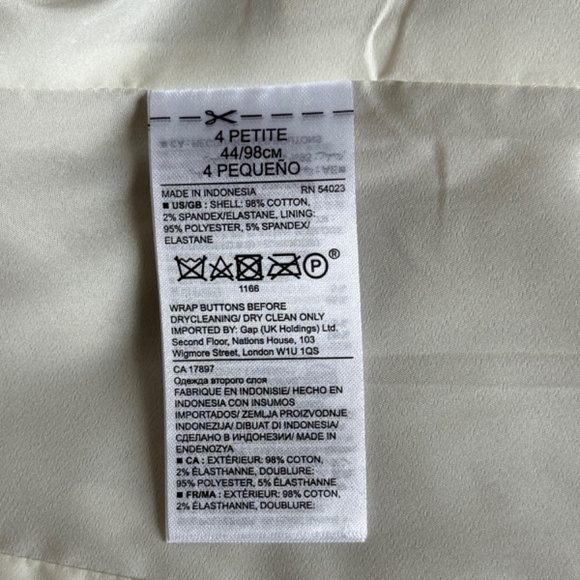 4 PETITE
44/98CM
4 PEQUEÑO
MADE IN INDONESIA RN 54023
■ US/GB : SHELL: 98% COTTON,
2% SPANDEX/ELASTANE, LINING:
95% POLYESTER, 5% SPANDEX/
ELASTANE
P ®
1166
WRAP BUTTONS BEFORE
DRYCLEANING/ DRY CLEAN ONLY
IMPORTED BY: Gap (UK Holdings) Ltd.
Second Floor, Nations House, 103
Wigmore Street, London W1U 1QS
CA 17897
Одежда второго слоя
FABRIQUE EN INDONISIE/ HECHO EN
INDONESIA CON INSUMOS
IMPORTADOS/ ZEMLJA PROIZVODNJE
INDONEZIJA/ DIBUAT DI INDONESIA/
СДЕЛАНО В ИНДОНЕЗИИ/ MADE IN
ENDENOZYA
■ CA : EXTÉRIEUR: 98% COTON,
2% ÉLASTHANNE, DOUBLURE:
95% POLYESTER, 5% ÉLASTHANNE
■ FR/MA : EXTÉRIEUR: 98% COTON,
2% ÉLASTHANNE, DOUBLURE: